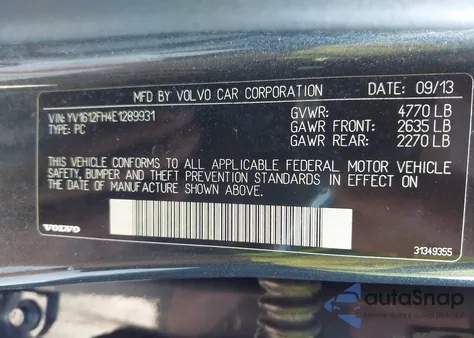 MFD BY VOLVO CAR CORPORATION DATE: 09/13
VIN: YV1612FH4E1289931 GVWR: 4770 LB
TYPE: PC GAWR FRONT: 2635 LB
GAWR REAR: 2270 LB
THIS VEHICLE CONFORMS TO ALL APPLICABLE FEDERAL MOTOR VEHICLE
SAFETY, BUMPER AND THEFT PREVENTION STANDARDS IN EFFECT ON
THE DATE OF MANUFACTURE SHOWN ABOVE.
VOLVO 31349355
autoSnap